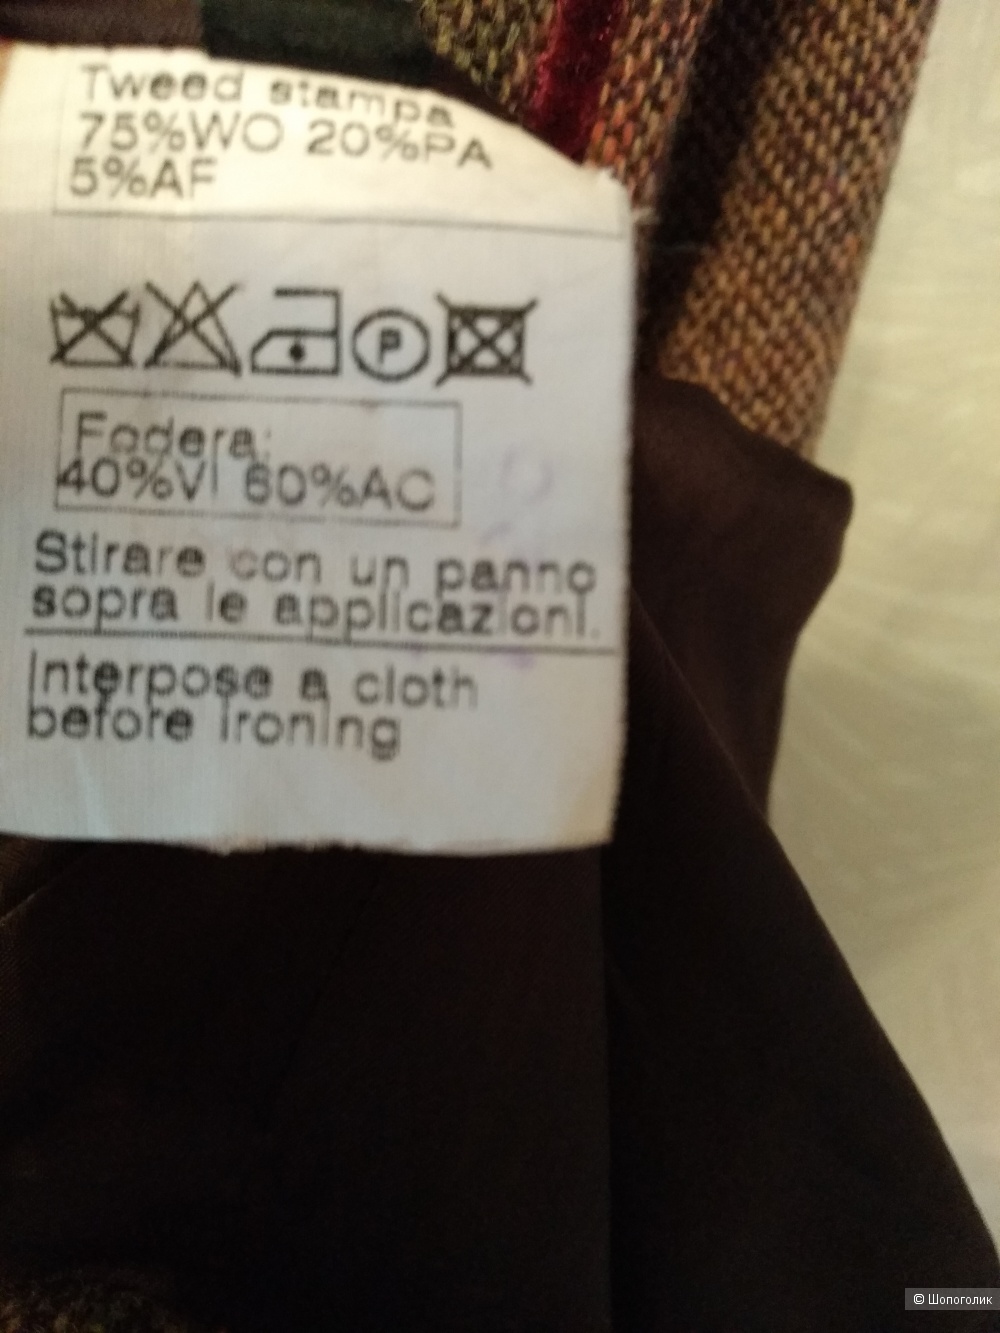 Tweed stampa
75%WO 20%PA
5%AF
P
Fodera:
40%VI 60%AC
Stirare con un panno
sopra le applicazioni.
Interpose a cloth
before ironing
© Шопоголик